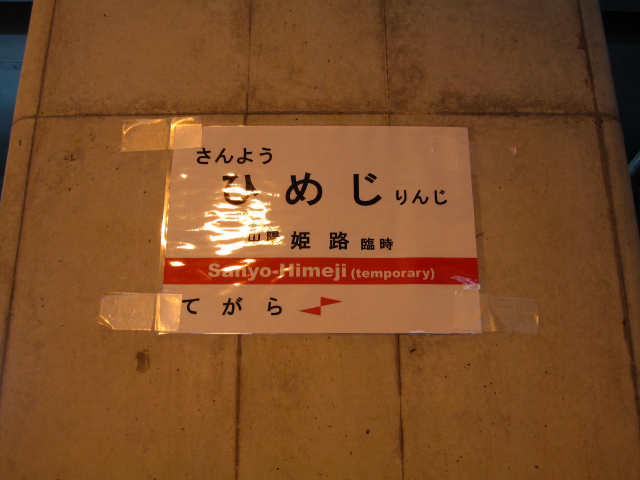 さんよう
ひめじ りんじ
山陽 姫路 臨時
Sanyo-Himeji (temporary)
てがら